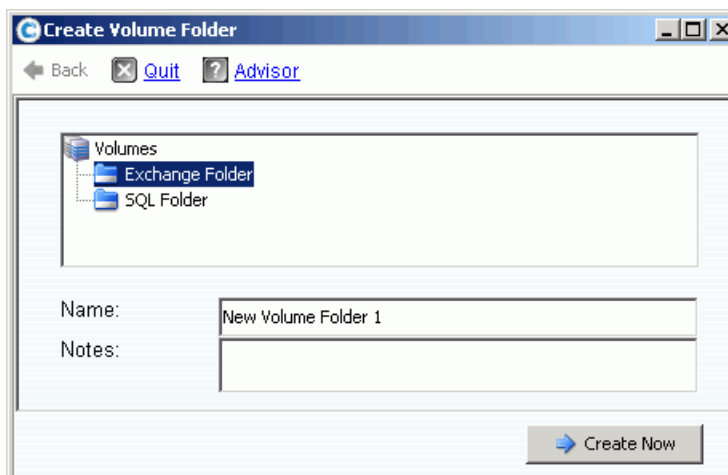 Create Volume Folder
Back Quit Advisor
Volumes
Exchange Folder
SQL Folder
Name: New Volume Folder 1
Notes:
Create Now